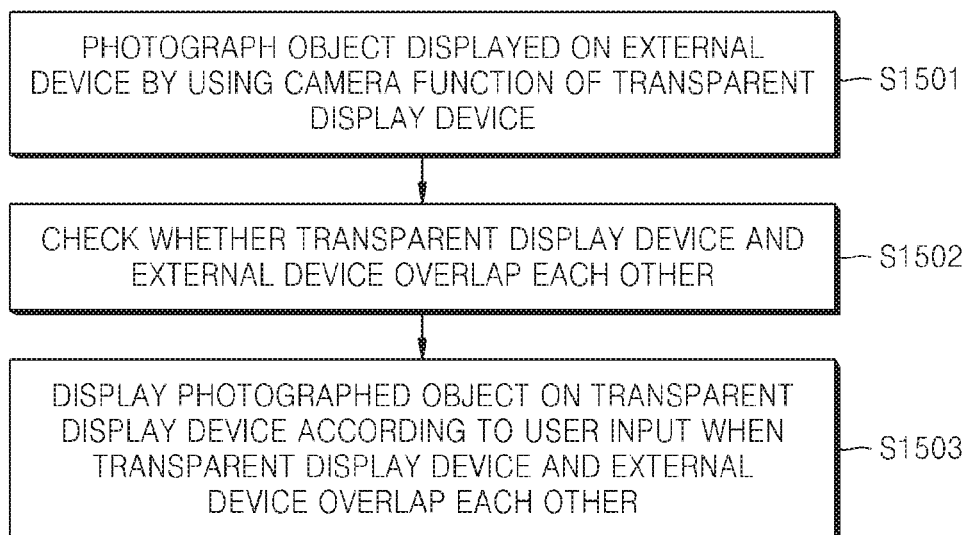 PHOTOGRAPH OBJECT DISPLAYED ON EXTERNAL
DEVICE BY USING CAMERA FUNCTION OF TRANSPARENT
DISPLAY DEVICE
S1501
CHECK WHETHER TRANSPARENT DISPLAY DEVICE AND
EXTERNAL DEVICE OVERLAP EACH OTHER
S1502
DISPLAY PHOTOGRAPHED OBJECT ON TRANSPARENT
DISPLAY DEVICE ACCORDING TO USER INPUT WHEN
TRANSPARENT DISPLAY DEVICE AND EXTERNAL
DEVICE OVERLAP EACH OTHER
S1503